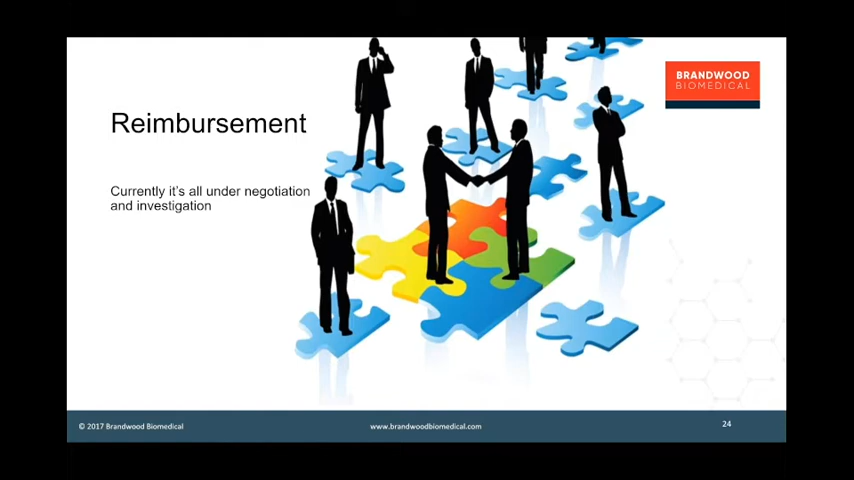 BRANDWOOD
BIOMEDICAL
Reimbursement
Currently it's all under negotiation
and investigation
© 2017 Brandwood Biomedical
www.brandwoodbiomedical.com
24